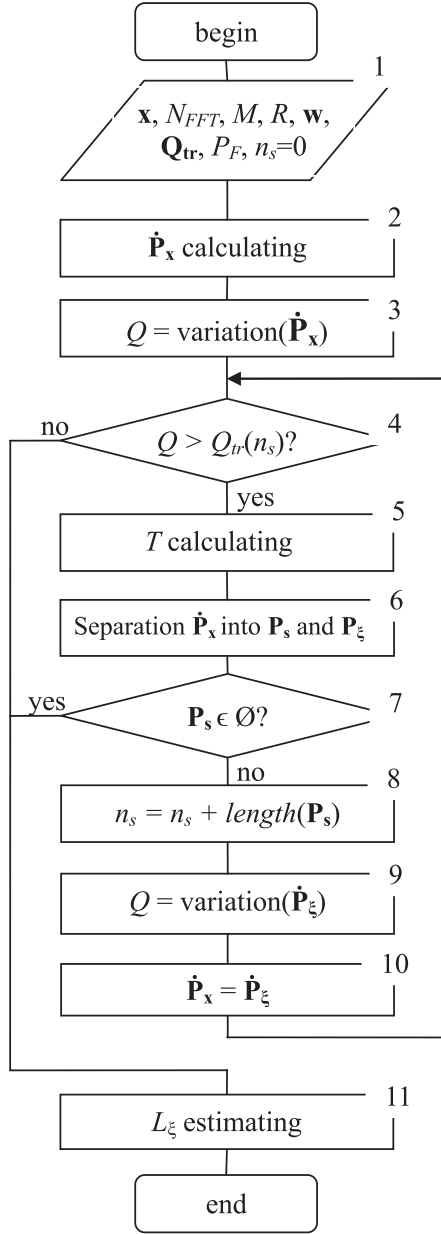 begin
1
𝐱, N_FFT, M, R, 𝐰,
𝐐_tr, P_F, n_s=0
2
Ṗ_x calculating
3
Q = variation(Ṗ_x)
4
no
Q > Q_tr(n_s)?
yes
5
T calculating
6
Separation Ṗ_x into P_s and P_ξ
7
yes
P_s ϵ Ø?
no
8
n_s = n_s + length(P_s)
9
Q = variation(Ṗ_ξ)
10
Ṗ_x = Ṗ_ξ
11
L_ξ estimating
end